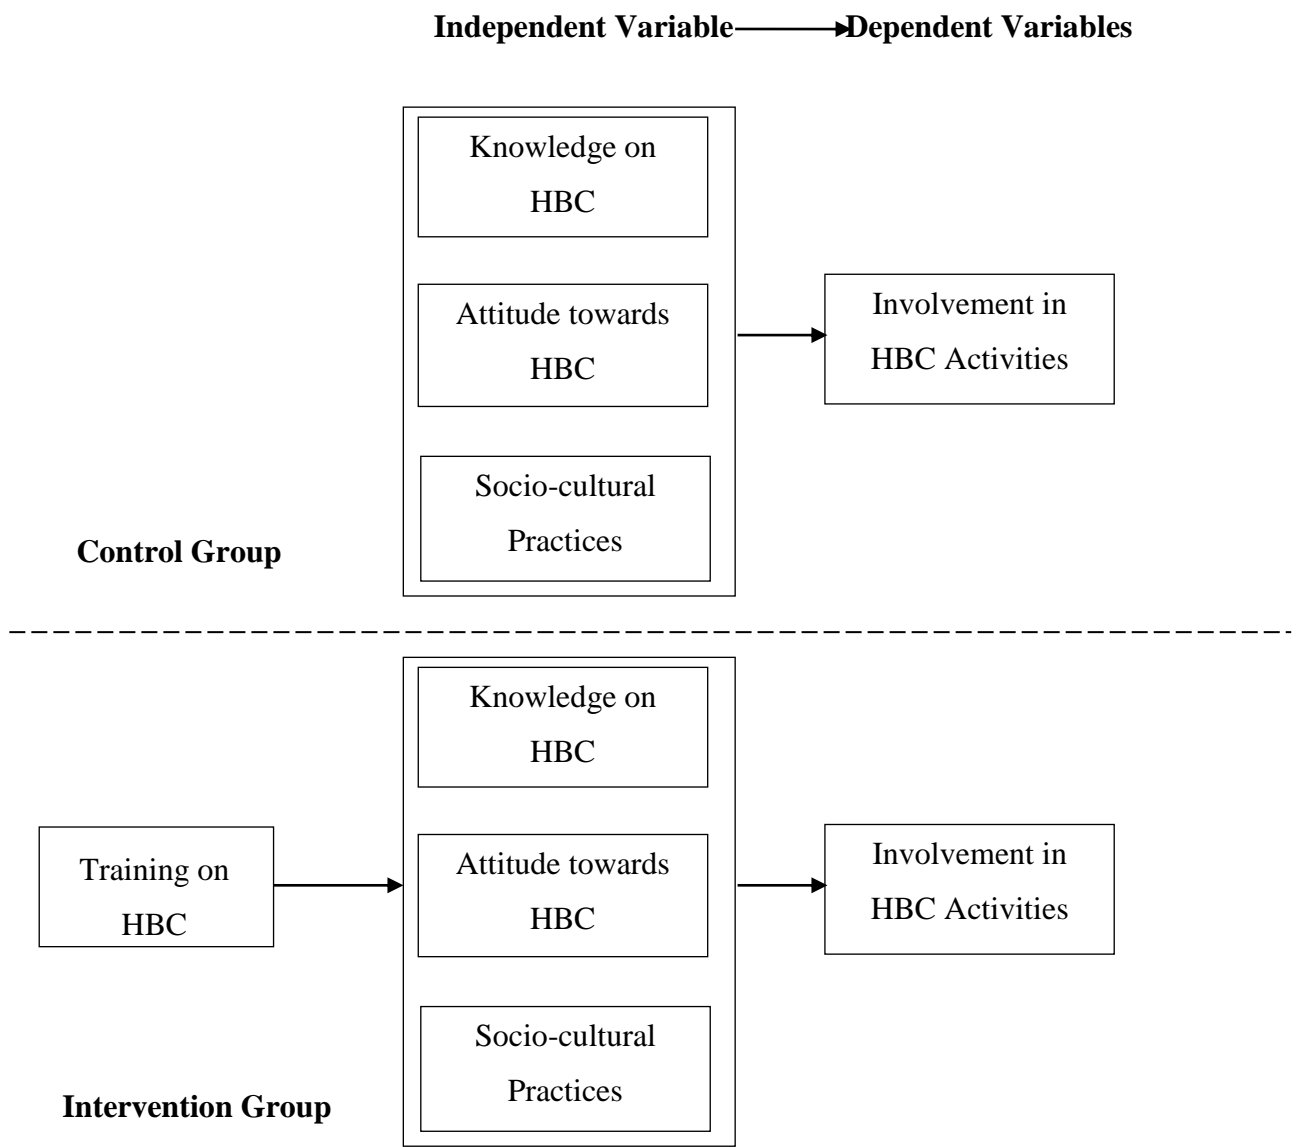 Independent Variable Dependent Variables
Knowledge on
HBC
Attitude towards
HBC
Involvement in
HBC Activities
Socio-cultural
Practices
Control Group
Knowledge on
HBC
Training on
HBC
Attitude towards
HBC
Involvement in
HBC Activities
Socio-cultural
Practices
Intervention Group